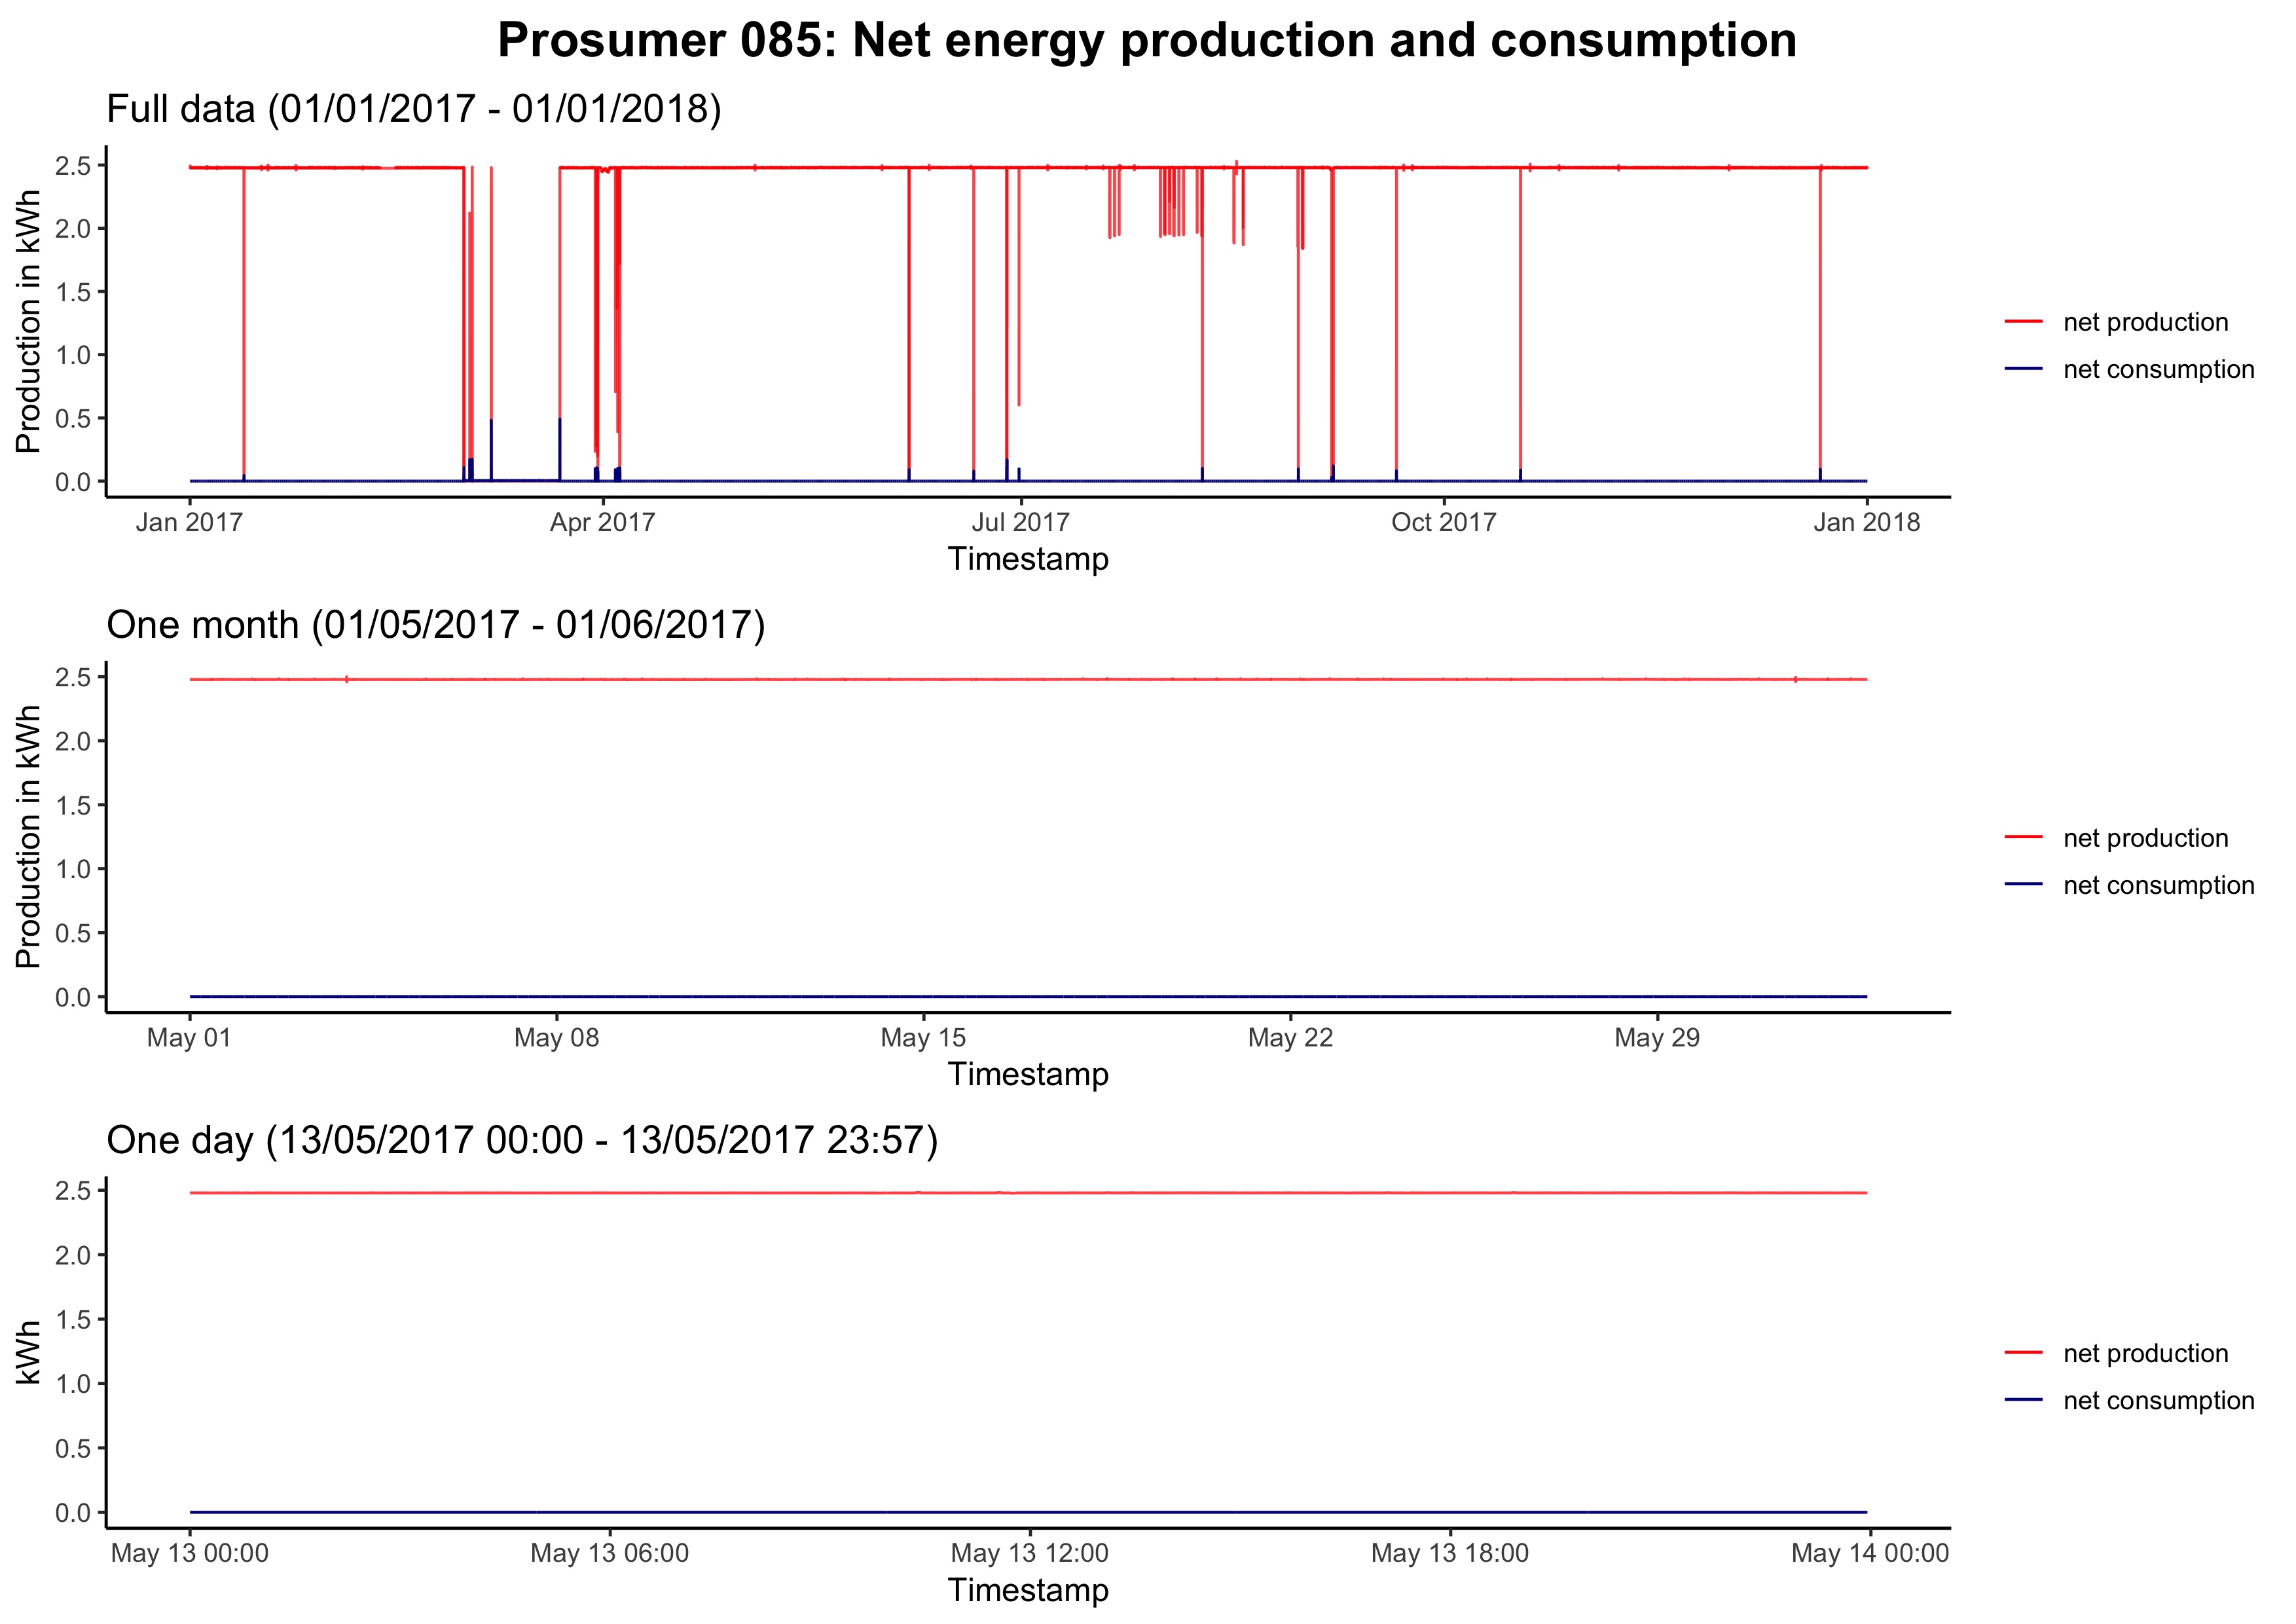 Prosumer 085: Net energy production and consumption
Full data (01/01/2017 - 01/01/2018)
Production in kWh
2.5
2.0
1.5
1.0
0.5
0.0
Jan 2017 Apr 2017 Jul 2017 Oct 2017 Jan 2018
Timestamp
net production
net consumption
One month (01/05/2017 - 01/06/2017)
Production in kWh
2.5
2.0
1.5
1.0
0.5
0.0
May 01 May 08 May 15 May 22 May 29
Timestamp
net production
net consumption
One day (13/05/2017 00:00 - 13/05/2017 23:57)
kWh
2.5
2.0
1.5
1.0
0.5
0.0
May 13 00:00 May 13 06:00 May 13 12:00 May 13 18:00 May 14 00:00
Timestamp
net production
net consumption